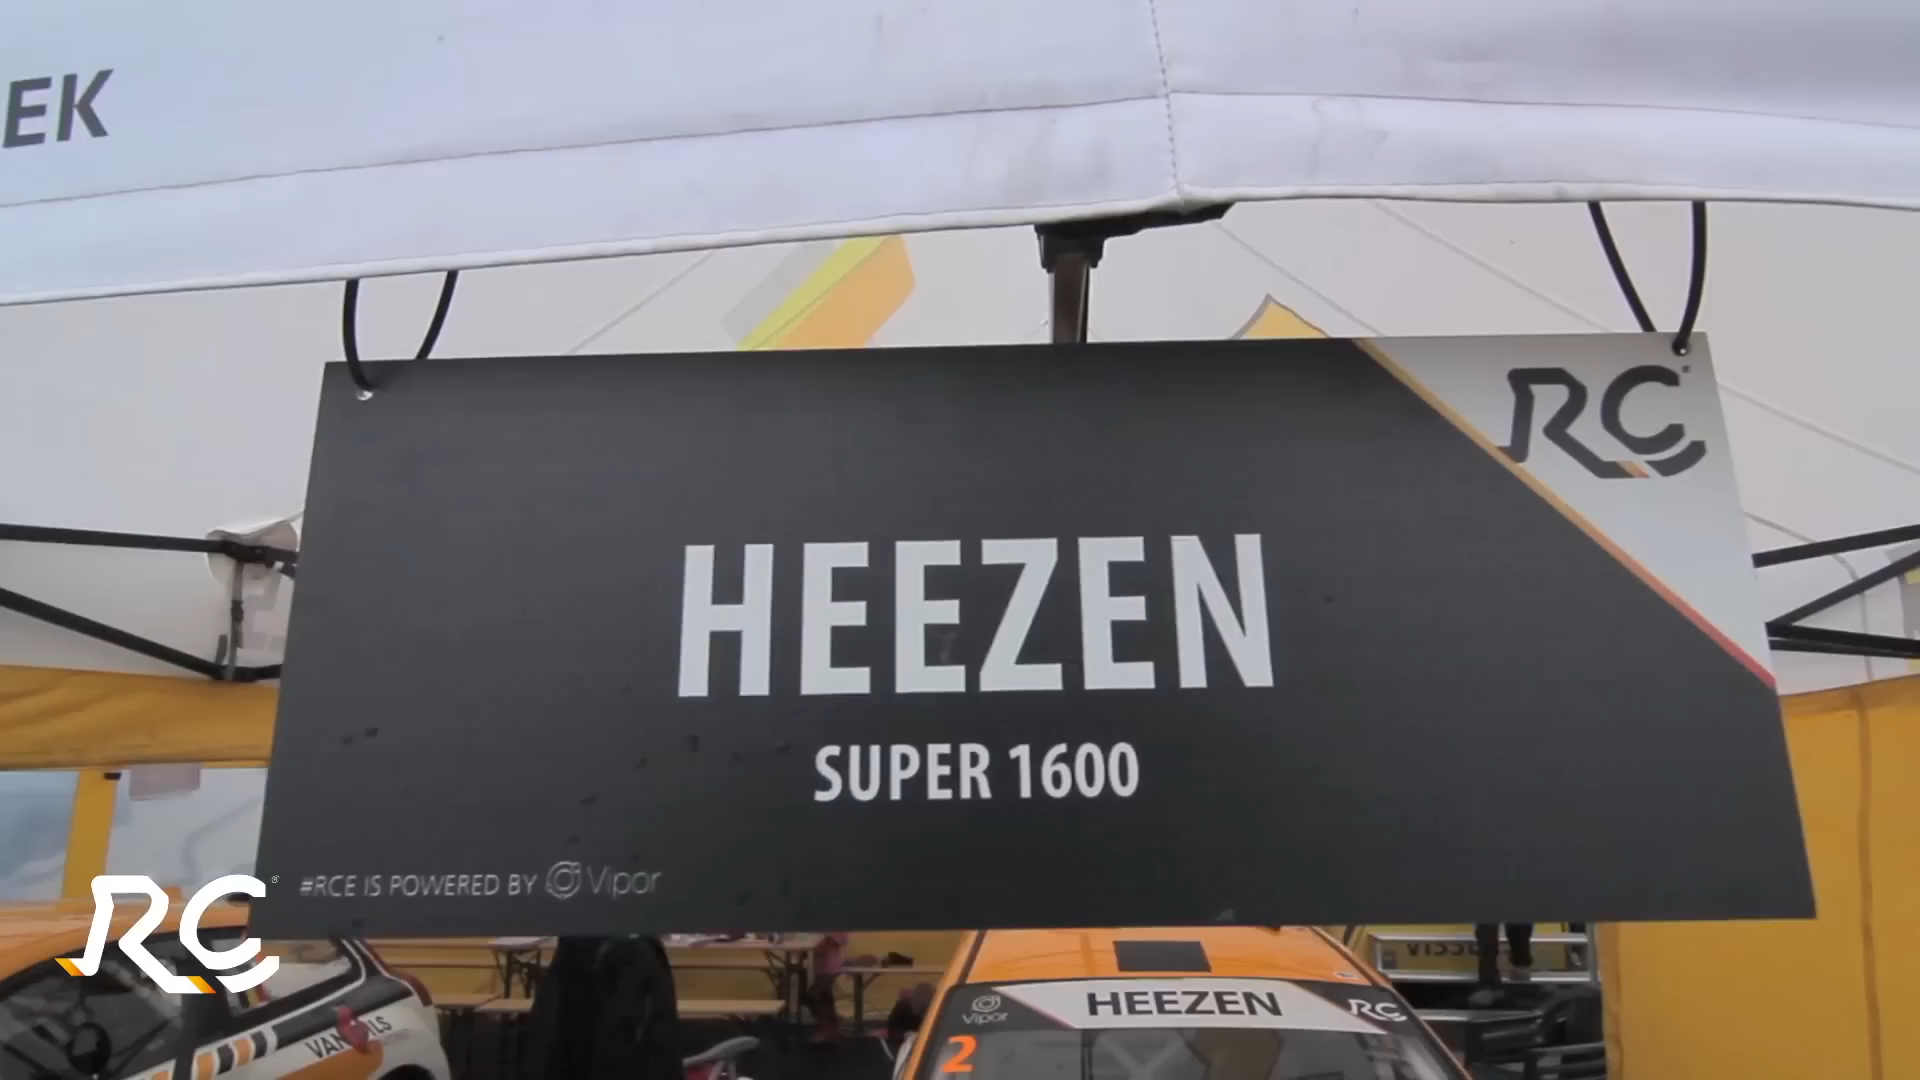 EK
RC
HEEZEN
SUPER 1600
#RCE IS POWERED BY Vipor
RC
HEEZEN
Vipor
RC
2